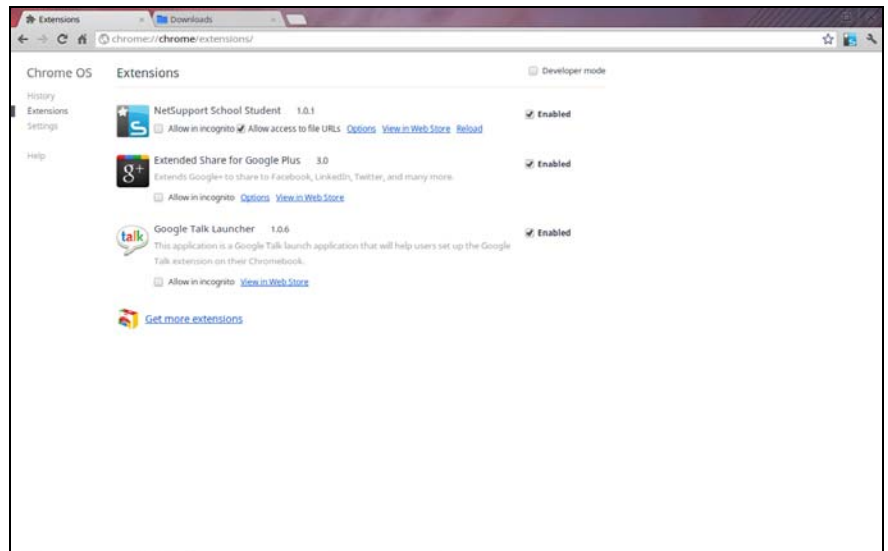 Extensions
Downloads
chrome://chrome/extensions/
Chrome OS
History
Extensions
Settings
Help
Extensions
Developer mode
NetSupport School Student 1.0.1
Enabled
Allow in incognito Allow access to file URLs Options View in Web Store Reload
Extended Share for Google Plus 3.0
Enabled
Extends Google+ to share to Facebook, LinkedIn, Twitter, and many more.
Allow in incognito Options View in Web Store
Google Talk Launcher 1.0.6
Enabled
This application is a Google Talk launch application that will help users set up the Google
Talk extension on their Chromebook.
Allow in incognito View in Web Store
Get more extensions
S
g+
talk